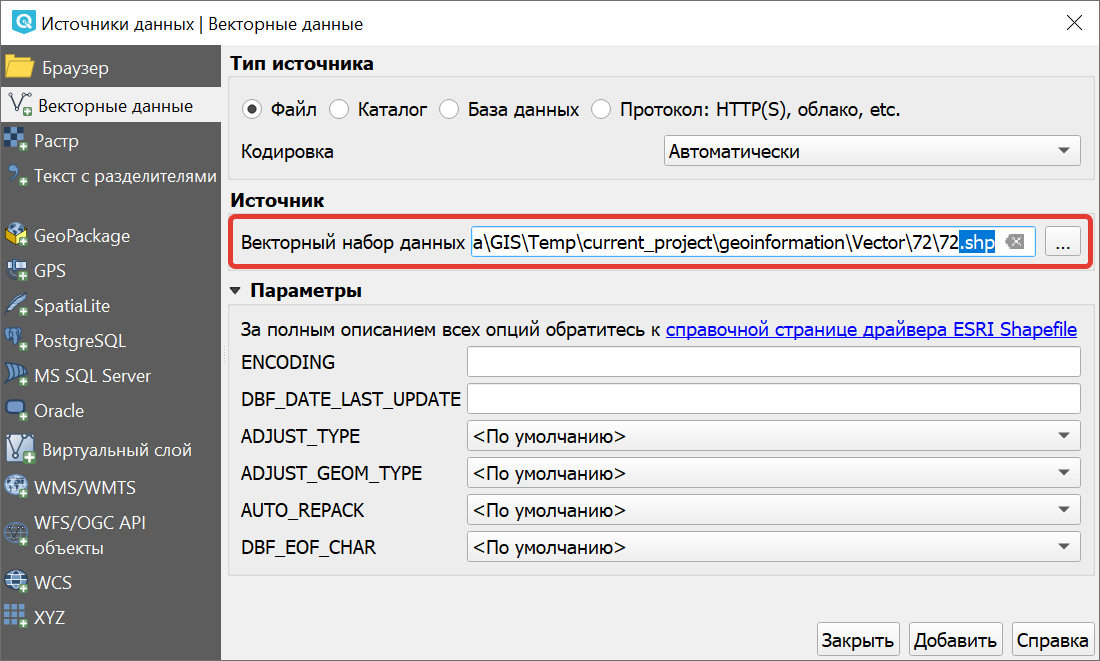 Источники данных | Векторные данные
Браузер
Векторные данные
Растр
Текст с разделителями
GeoPackage
GPS
SpatiaLite
PostgreSQL
MS SQL Server
Oracle
Виртуальный слой
WMS/WMTS
WFS/OGC API
объекты
WCS
XYZ
Тип источника
Файл Каталог База данных Протокол: HTTP(S), облако, etc.
Кодировка Автоматически
Источник
Векторный набор данных a\GIS\Temp\current_project\geoinformation\Vector\72\72.shp ...
Параметры
За полным описанием всех опций обратитесь к справочной странице драйвера ESRI Shapefile
ENCODING
DBF_DATE_LAST_UPDATE
ADJUST_TYPE <По умолчанию>
ADJUST_GEOM_TYPE <По умолчанию>
AUTO_REPACK <По умолчанию>
DBF_EOF_CHAR <По умолчанию>
Закрыть Добавить Справка